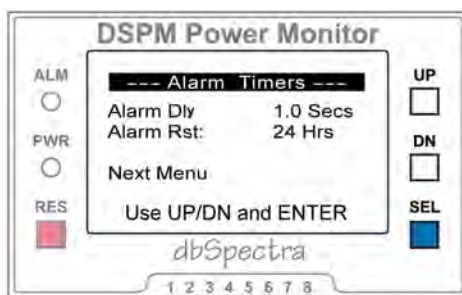 DSPM Power Monitor
ALM
PWR
RES
--- Alarm Timers ---
Alarm Dly 1.0 Secs
Alarm Rst: 24 Hrs
Next Menu
Use UP/DN and ENTER
UP
DN
SEL
dbSpectra
1 2 3 4 5 6 7 8